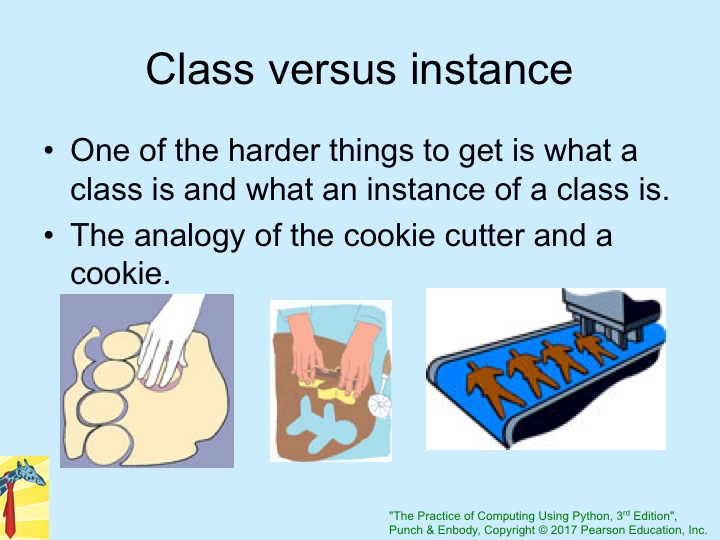 Class versus instance
• One of the harder things to get is what a
class is and what an instance of a class is.
• The analogy of the cookie cutter and a
cookie.
"The Practice of Computing Using Python, 3rd Edition",
Punch & Enbody, Copyright © 2017 Pearson Education, Inc.